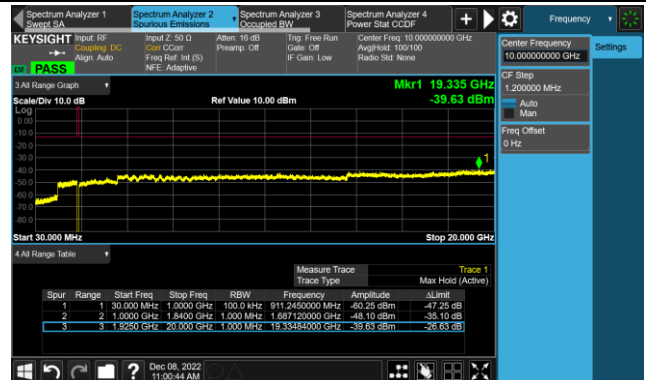 Spectrum Analyzer 1
Swept SA
Spectrum Analyzer 2
Spurious Emissions
Spectrum Analyzer 3
Occupied BW
Spectrum Analyzer 4
Power Stat CCDF
Frequency
KEYSIGHT
Input: RF
Coupling: DC
Align: Auto
Input Z: 50 Ω
Corr CCorr
Freq Ref: Int (S)
NFE: Adaptive
Atten: 16 dB
Preamp: Off
Trig: Free Run
Gate: Off
IF Gain: Low
Center Freq: 10.000000000 GHz
Avg|Hold: 100/100
Radio Std: None
PASS
Center Frequency
10.000000000 GHz
Settings
CF Step
1.200000 MHz
Auto
Man
Freq Offset
0 Hz
3 All Range Graph
Mkr1 19.335 GHz
Scale/Div 10.0 dB
Ref Value 10.00 dBm
-39.63 dBm
Log
0.00
-10.0
-20.0
-30.0
-40.0
-50.0
-60.0
-70.0
-80.0
1
Start 30.000 MHz
Stop 20.000 GHz
4 All Range Table
Measure Trace Trace 1
Trace Type Max Hold (Active)
Spur Range Start Freq Stop Freq RBW Frequency Amplitude ΔLimit
1 1 30.000 MHz 1.0000 GHz 100.0 kHz 911.2450000 MHz -60.25 dBm -47.25 dB
2 2 1.0000 GHz 1.8400 GHz 1.000 MHz 1.687120000 GHz -48.10 dBm -35.10 dB
3 3 1.9250 GHz 20.000 GHz 1.000 MHz 19.33484000 GHz -39.63 dBm -26.63 dB
?
Dec 08, 2022
11:00:44 AM